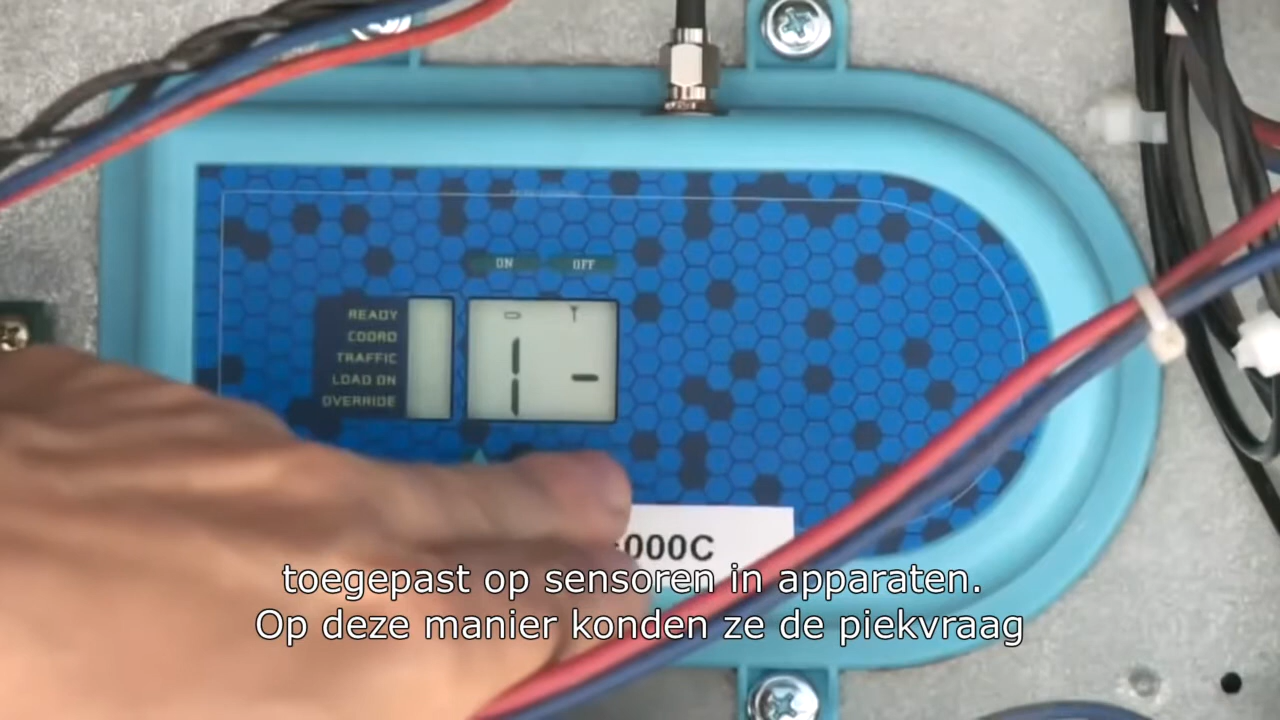 ON OFF
READY
COORD
TRAFFIC
LOAD ON
OVERRIDE
000C
toegepast op sensoren in apparaten.
Op deze manier konden ze de piekvraag